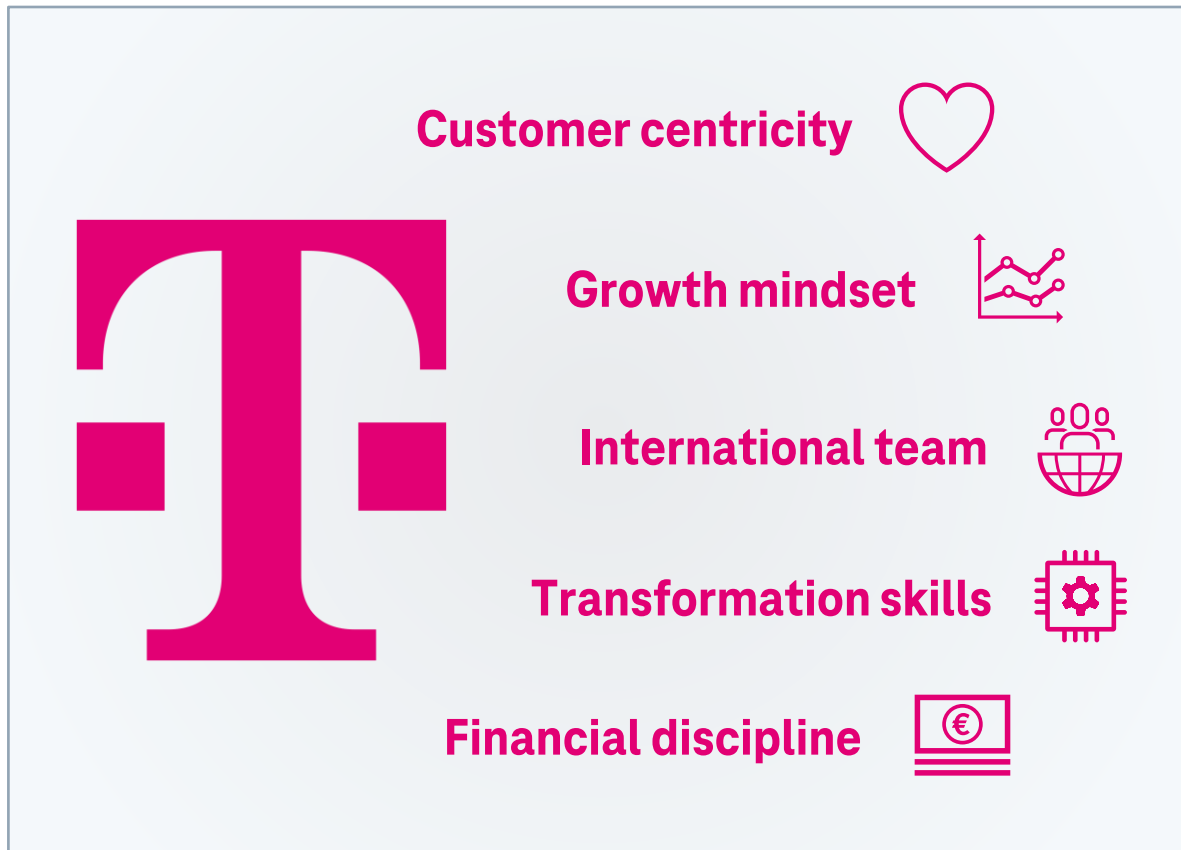 T
Customer centricity
Growth mindset
International team
Transformation skills
Financial discipline
€